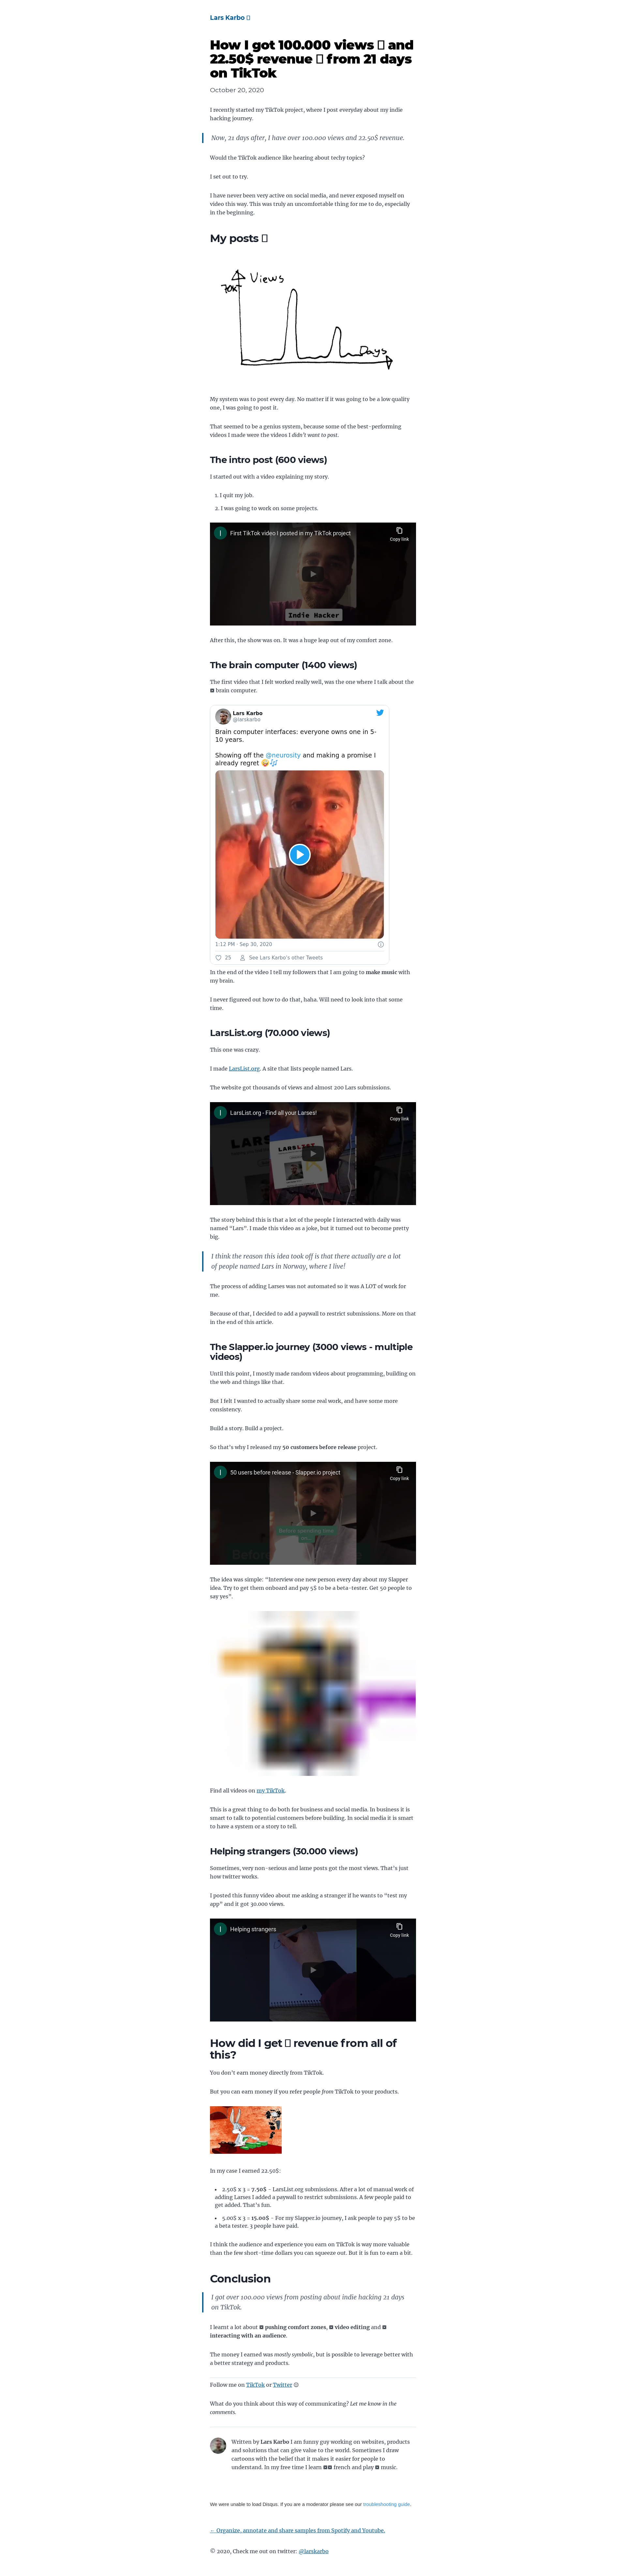 Lars Karbo
How I got 100.000 views and
22.50$ revenue from 21 days
on TikTok
October 20, 2020
I recently started my TikTok project, where I post everyday about my indie
hacking journey.
Now, 21 days after, I have over 100.000 views and 22.50$ revenue.
Would the TikTok audience like hearing about techy topics?
I set out to try.
I have never been very active on social media, and never exposed myself on
video this way. This was truly an uncomfortable thing for me to do, especially
in the beginning.
My posts
Views
70K
Days
My system was to post every day. No matter if it was going to be a low quality
one, I was going to post it.
That seemed to be a genius system, because some of the best-performing
videos I made were the videos I didn't want to post.
The intro post (600 views)
I started out with a video explaining my story.
1. I quit my job.
2. I was going to work on some projects.
l First TikTok video I posted in my TikTok project
Copy link
Indie Hacker
After this, the show was on. It was a huge leap out of my comfort zone.
The brain computer (1400 views)
The first video that I felt worked really well, was the one where I talk about the
brain computer.
Lars Karbo
@larskarbo
Brain computer interfaces: everyone owns one in 5-
10 years.
Showing off the @neurosity and making a promise I
already regret 😅🎶
1:12 PM · Sep 30, 2020
25 See Lars Karbo's other Tweets
In the end of the video I tell my followers that I am going to make music with
my brain.
I never figureed out how to do that, haha. Will need to look into that some
time.
LarsList.org (70.000 views)
This one was crazy.
I made LarsList.org. A site that lists people named Lars.
The website got thousands of views and almost 200 Lars submissions.
l LarsList.org - Find all your Larses!
Copy link
The story behind this is that a lot of the people I interacted with daily was
named "Lars". I made this video as a joke, but it turned out to become pretty
big.
I think the reason this idea took off is that there actually are a lot
of people named Lars in Norway, where I live!
The process of adding Larses was not automated so it was A LOT of work for
me.
Because of that, I decided to add a paywall to restrict submissions. More on that
in the end of this article.
The Slapper.io journey (3000 views - multiple
videos)
Until this point, I mostly made random videos about programming, building on
the web and things like that.
But I felt I wanted to actually share some real work, and have some more
consistency.
Build a story. Build a project.
So that's why I released my 50 customers before release project.
l 50 users before release - Slapper.io project
Copy link
The idea was simple: "Interview one new person every day about my Slapper
idea. Try to get them onboard and pay 5$ to be a beta-tester. Get 50 people to
say yes".
Find all videos on my TikTok.
This is a great thing to do both for business and social media. In business it is
smart to talk to potential customers before building. In social media it is smart
to have a system or a story to tell.
Helping strangers (30.000 views)
Sometimes, very non-serious and lame posts got the most views. That's just
how twitter works.
I posted this funny video about me asking a stranger if he wants to "test my
app" and it got 30.000 views.
l Helping strangers
Copy link
How did I get revenue from all of
this?
You don't earn money directly from TikTok.
But you can earn money if you refer people from TikTok to your products.
In my case I earned 22.50$:
• 2.50$ x 3 = 7.50$ - LarsList.org submissions. After a lot of manual work of
adding Larses I added a paywall to restrict submissions. A few people paid to
get added. That's fun.
• 5.00$ x 3 = 15.00$ - For my Slapper.io journey, I ask people to pay 5$ to be
a beta tester. 3 people have paid.
I think the audience and experience you earn on TikTok is way more valuable
than the few short-time dollars you can squeeze out. But it is fun to earn a bit.
Conclusion
I got over 100.000 views from posting about indie hacking 21 days
on TikTok.
I learnt a lot about pushing comfort zones, video editing and
interacting with an audience.
The money I earned was mostly symbolic, but is possible to leverage better with
a better strategy and products.
Follow me on TikTok or Twitter ☺
What do you think about this way of communicating? Let me know in the
comments.
Written by Lars Karbo I am funny guy working on websites, products
and solutions that can give value to the world. Sometimes I draw
cartoons with the belief that it makes it easier for people to
understand. In my free time I learn french and play music.
We were unable to load Disqus. If you are a moderator please see our troubleshooting guide.
← Organize, annotate and share samples from Spotify and Youtube.
© 2020, Check me out on twitter: @larskarbo